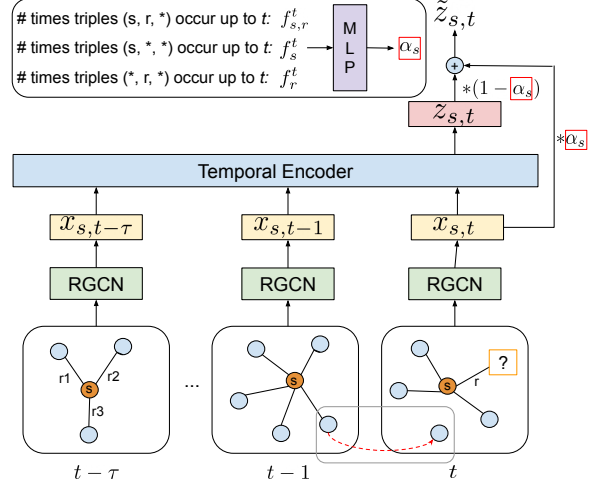 # times triples (s, r, *) occur up to t: f^t_{s,r}
# times triples (s, *, *) occur up to t: f^t_s
# times triples (*, r, *) occur up to t: f^t_r
M
L
P
α_s
z̃_{s,t}
+
*(1 − α_s)
z_{s,t}
*α_s
Temporal Encoder
x_{s,t−τ}
x_{s,t−1}
x_{s,t}
RGCN
RGCN
RGCN
r1
r2
s
r3
...
s
s
r
?
t − τ
t − 1
t